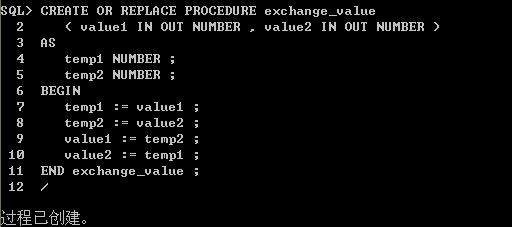 SQL> CREATE OR REPLACE PROCEDURE exchange_value
  2     ( value1 IN OUT NUMBER , value2 IN OUT NUMBER )
  3  AS
  4     temp1 NUMBER ;
  5     temp2 NUMBER ;
  6  BEGIN
  7     temp1 := value1 ;
  8     temp2 := value2 ;
  9     value1 := temp2 ;
 10     value2 := temp1 ;
 11  END exchange_value ;
 12  /
过程已创建。